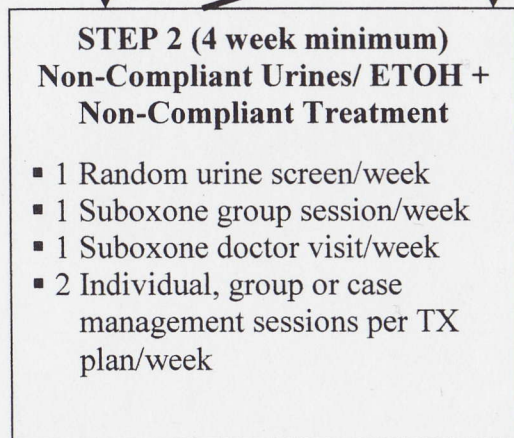 STEP 2 (4 week minimum)
Non-Compliant Urines/ ETOH +
Non-Compliant Treatment
▪ 1 Random urine screen/week
▪ 1 Suboxone group session/week
▪ 1 Suboxone doctor visit/week
▪ 2 Individual, group or case
management sessions per TX
plan/week